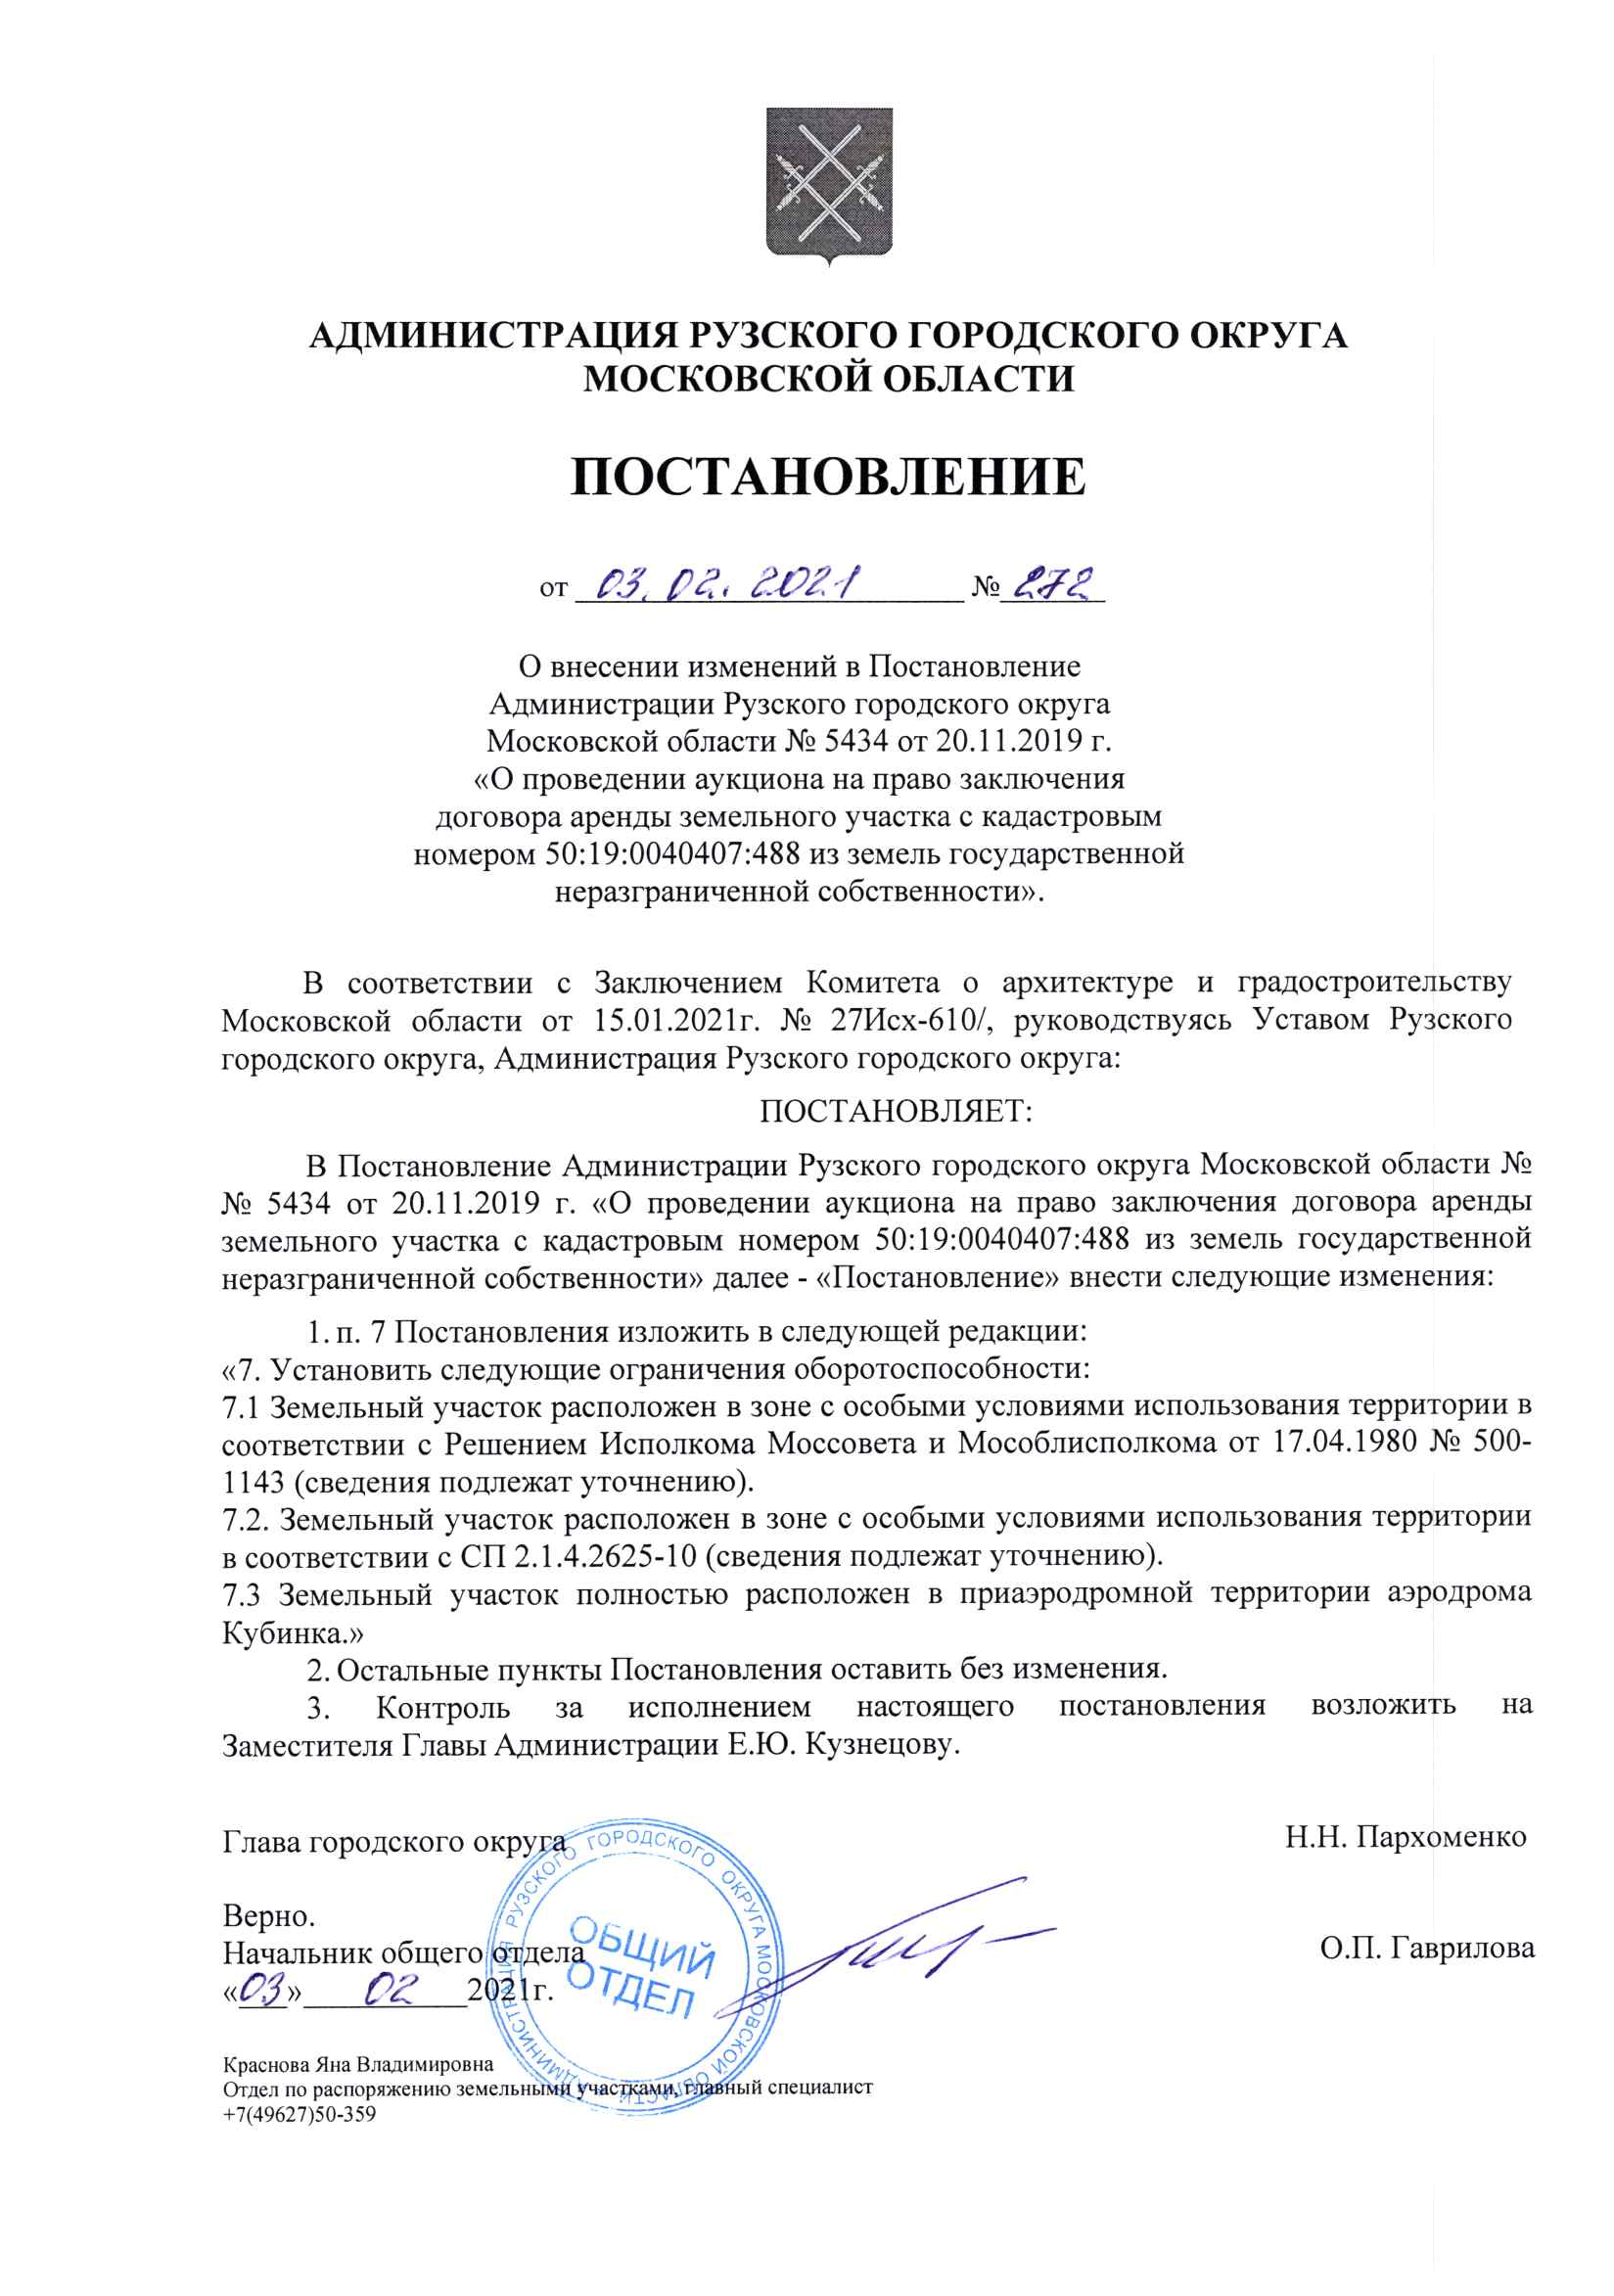 АДМИНИСТРАЦИЯ РУЗСКОГО ГОРОДСКОГО ОКРУГА
МОСКОВСКОЙ ОБЛАСТИ
ПОСТАНОВЛЕНИЕ
от 03.02.2021 № 272
О внесении изменений в Постановление
Администрации Рузского городского округа
Московской области № 5434 от 20.11.2019 г.
«О проведении аукциона на право заключения
договора аренды земельного участка с кадастровым
номером 50:19:0040407:488 из земель государственной
неразграниченной собственности».
В соответствии с Заключением Комитета о архитектуре и градостроительству
Московской области от 15.01.2021г. № 27Исх-610/, руководствуясь Уставом Рузского
городского округа, Администрация Рузского городского округа:
ПОСТАНОВЛЯЕТ:
В Постановление Администрации Рузского городского округа Московской области №
№ 5434 от 20.11.2019 г. «О проведении аукциона на право заключения договора аренды
земельного участка с кадастровым номером 50:19:0040407:488 из земель государственной
неразграниченной собственности» далее - «Постановление» внести следующие изменения:
1. п. 7 Постановления изложить в следующей редакции:
«7. Установить следующие ограничения оборотоспособности:
7.1 Земельный участок расположен в зоне с особыми условиями использования территории в
соответствии с Решением Исполкома Моссовета и Мособлисполкома от 17.04.1980 № 500-
1143 (сведения подлежат уточнению).
7.2. Земельный участок расположен в зоне с особыми условиями использования территории
в соответствии с СП 2.1.4.2625-10 (сведения подлежат уточнению).
7.3 Земельный участок полностью расположен в приаэродромной территории аэродрома
Кубинка.»
2. Остальные пункты Постановления оставить без изменения.
3. Контроль за исполнением настоящего постановления возложить на
Заместителя Главы Администрации Е.Ю. Кузнецову.
Глава городского округа Н.Н. Пархоменко
Верно.
Начальник общего отдела О.П. Гаврилова
«03» 02 2021г.
АДМИНИСТРАЦИЯ РУЗСКОГО ГОРОДСКОГО ОКРУГА МОСКОВСКОЙ ОБЛАСТИ
ОБЩИЙ
ОТДЕЛ
Краснова Яна Владимировна
Отдел по распоряжению земельными участками, главный специалист
+7(49627)50-359